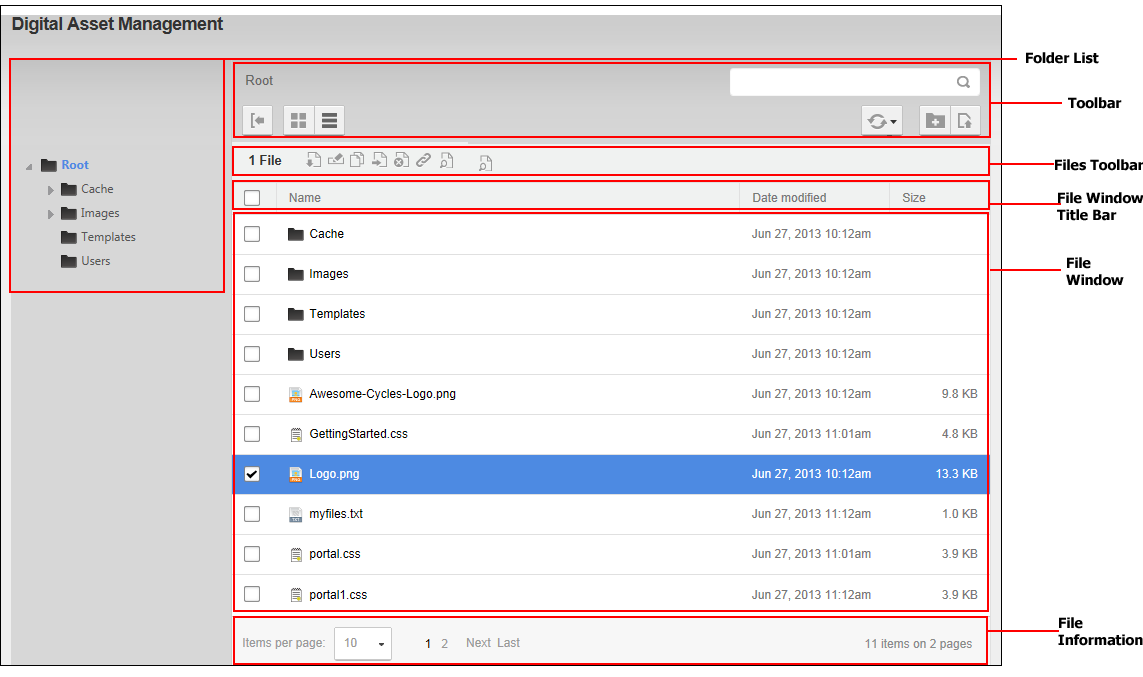 Digital Asset Management
Folder List
Root
Toolbar
1 File
Files Toolbar
Root
Cache
Images
Templates
Users
Name Date modified Size
File Window
Title Bar
Cache Jun 27, 2013 10:12am
Images Jun 27, 2013 10:12am
File
Window
Templates Jun 27, 2013 10:12am
Users Jun 27, 2013 10:12am
Awesome-Cycles-Logo.png Jun 27, 2013 10:12am 9.8 KB
GettingStarted.css Jun 27, 2013 11:01am 4.8 KB
Logo.png Jun 27, 2013 10:12am 13.3 KB
myfiles.txt Jun 27, 2013 11:12am 1.0 KB
portal.css Jun 27, 2013 11:01am 3.9 KB
portal1.css Jun 27, 2013 11:12am 3.9 KB
Items per page: 10 1 2 Next Last 11 items on 2 pages
File
Information